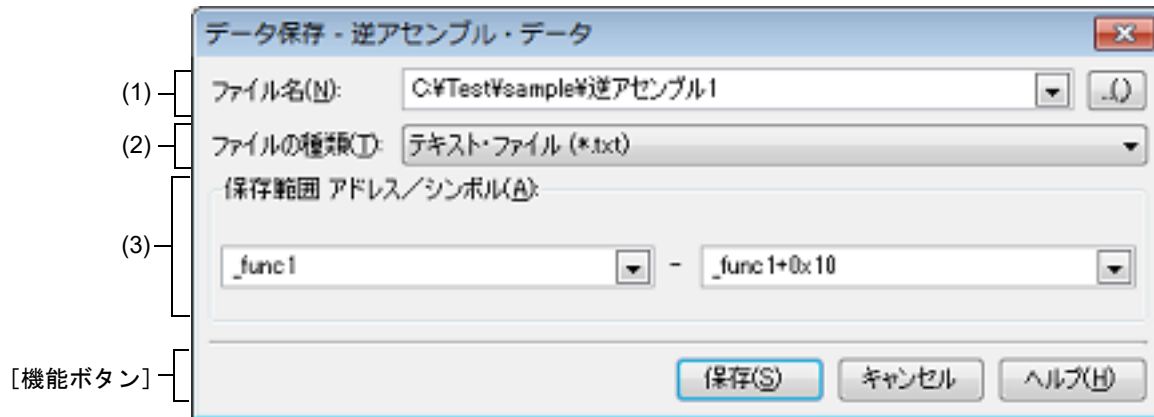 データ保存 - 逆アセンブル・データ
(1) ファイル名(N): C:¥Test¥sample¥逆アセンブル1 ...()
(2) ファイルの種類(T): テキスト・ファイル (*.txt)
保存範囲 アドレス／シンボル(A):
(3) _func1 - _func1+0x10
[機能ボタン] 保存(S) キャンセル ヘルプ(H)